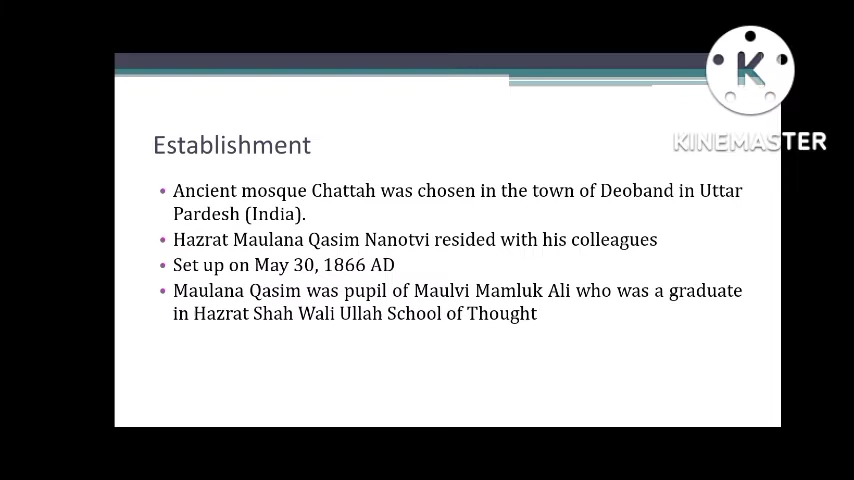 KINEMASTER
Establishment
• Ancient mosque Chattah was chosen in the town of Deoband in Uttar
Pardesh (India).
• Hazrat Maulana Qasim Nanotvi resided with his colleagues
• Set up on May 30, 1866 AD
• Maulana Qasim was pupil of Maulvi Mamluk Ali who was a graduate
in Hazrat Shah Wali Ullah School of Thought